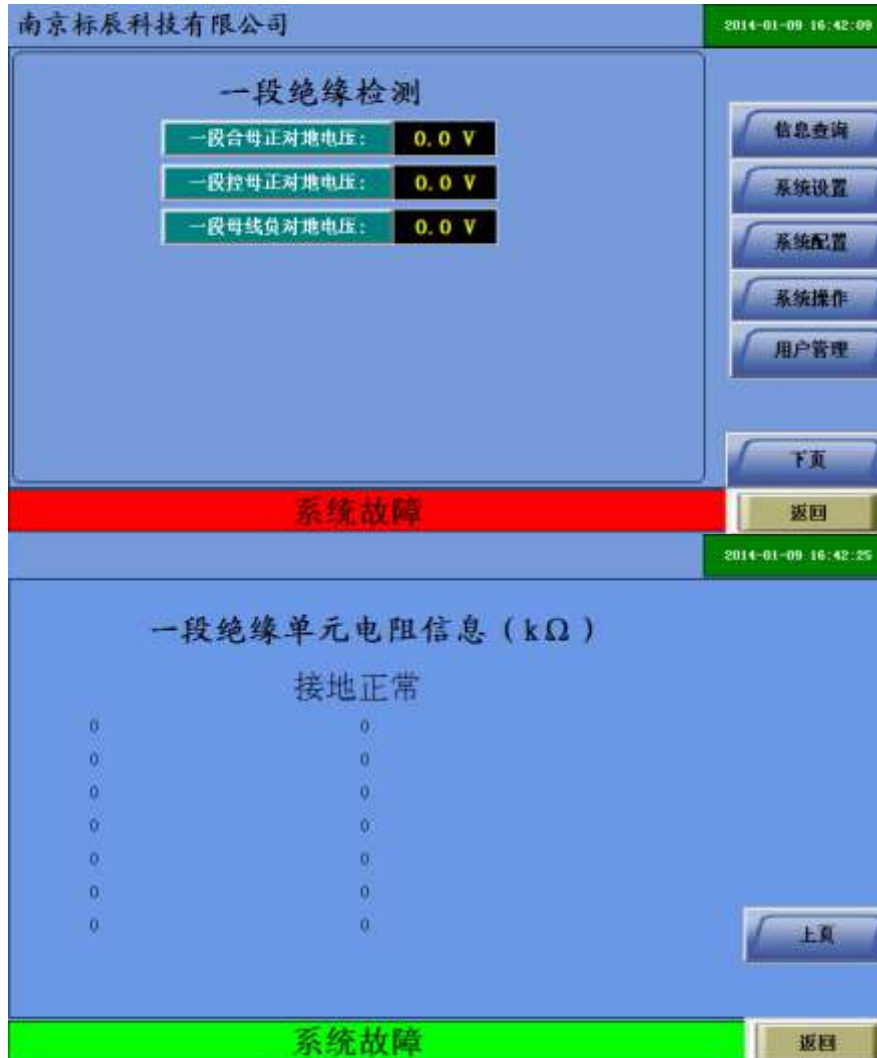 南京标辰科技有限公司
2014-01-09 16:42:09
一段绝缘检测
一段合母正对地电压: 0.0 V
一段控母正对地电压: 0.0 V
一段母线负对地电压: 0.0 V
信息查询
系统设置
系统配置
系统操作
用户管理
下页
系统故障
返回
2014-01-09 16:42:25
一段绝缘单元电阻信息(kΩ)
接地正常
0 0
0 0
0 0
0 0
0 0
0 0
0 0
上页
系统故障
返回